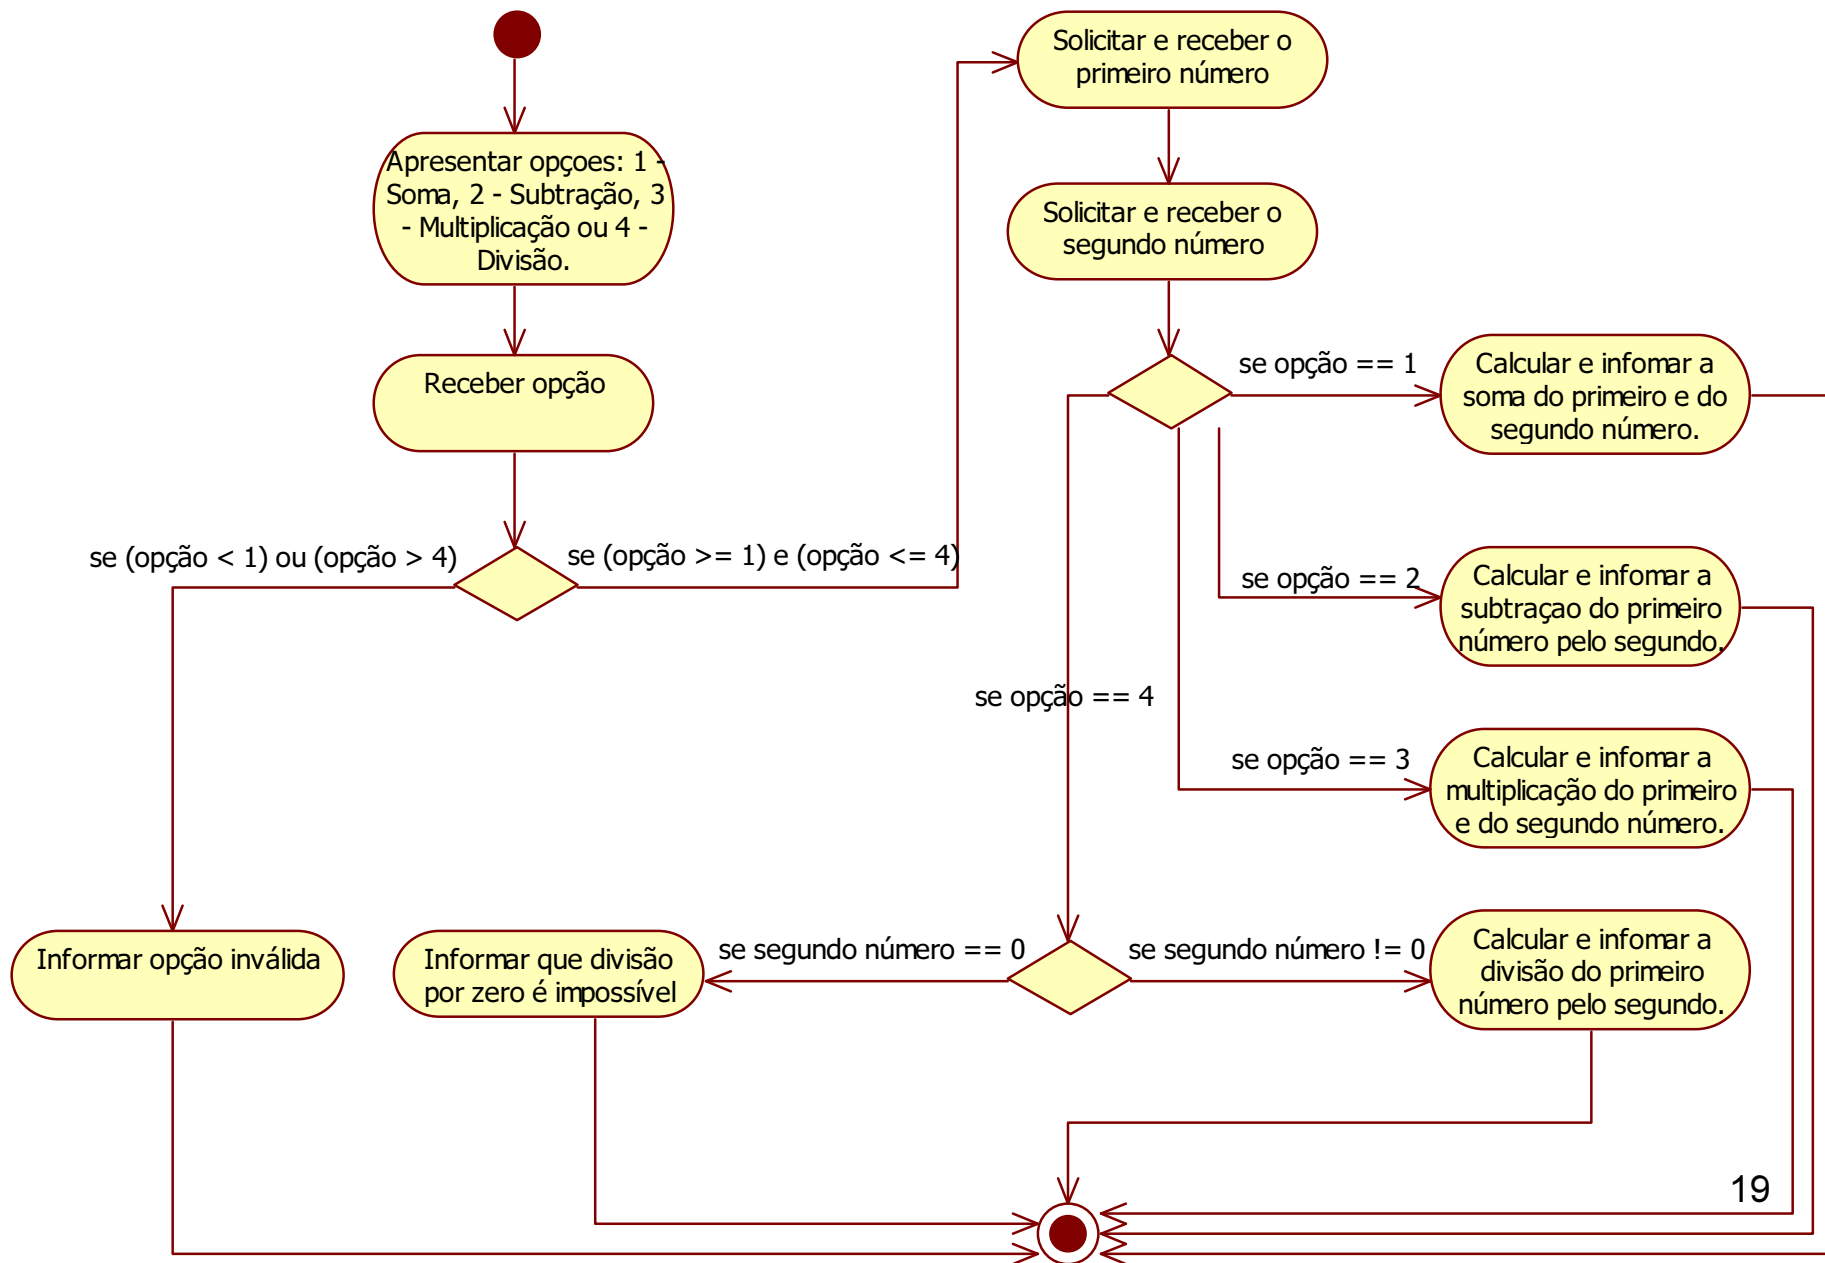 Solicitar e receber o
primeiro número
Apresentar opçoes: 1 -
Soma, 2 - Subtração, 3
- Multiplicação ou 4 -
Divisão.
Solicitar e receber o
segundo número
Receber opção
se opção == 1
Calcular e infomar a
soma do primeiro e do
segundo número.
se (opção < 1) ou (opção > 4)
se (opção >= 1) e (opção <= 4)
se opção == 2
Calcular e infomar a
subtraçao do primeiro
número pelo segundo.
se opção == 4
se opção == 3
Calcular e infomar a
multiplicação do primeiro
e do segundo número.
Informar opção inválida
Informar que divisão
por zero é impossível
se segundo número == 0
se segundo número != 0
Calcular e infomar a
divisão do primeiro
número pelo segundo.
19